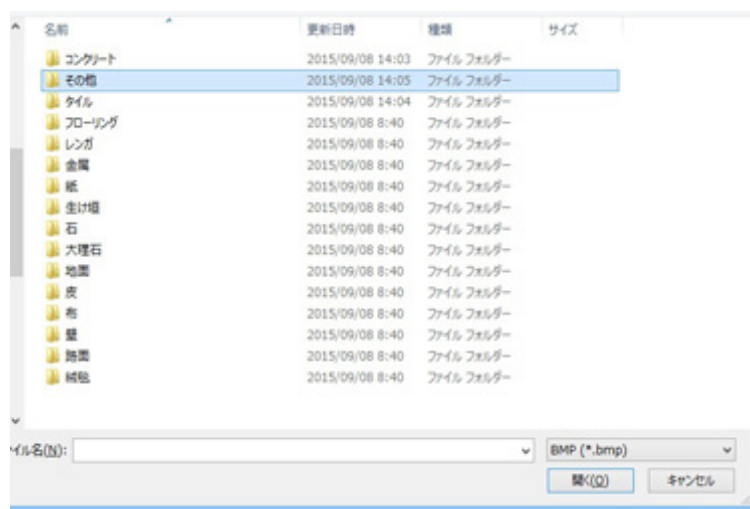 名前 更新日時 種類 サイズ
コンクリート 2015/09/08 14:03 ファイル フォルダー
その他 2015/09/08 14:05 ファイル フォルダー
タイル 2015/09/08 14:04 ファイル フォルダー
フローリング 2015/09/08 8:40 ファイル フォルダー
レンガ 2015/09/08 8:40 ファイル フォルダー
金属 2015/09/08 8:40 ファイル フォルダー
紙 2015/09/08 8:40 ファイル フォルダー
生け垣 2015/09/08 8:40 ファイル フォルダー
石 2015/09/08 8:40 ファイル フォルダー
大理石 2015/09/08 8:40 ファイル フォルダー
地面 2015/09/08 8:40 ファイル フォルダー
皮 2015/09/08 8:40 ファイル フォルダー
布 2015/09/08 8:40 ファイル フォルダー
壁 2015/09/08 8:40 ファイル フォルダー
路面 2015/09/08 8:40 ファイル フォルダー
絨毯 2015/09/08 8:40 ファイル フォルダー
イル名(N): BMP (*.bmp)
開く(O) キャンセル